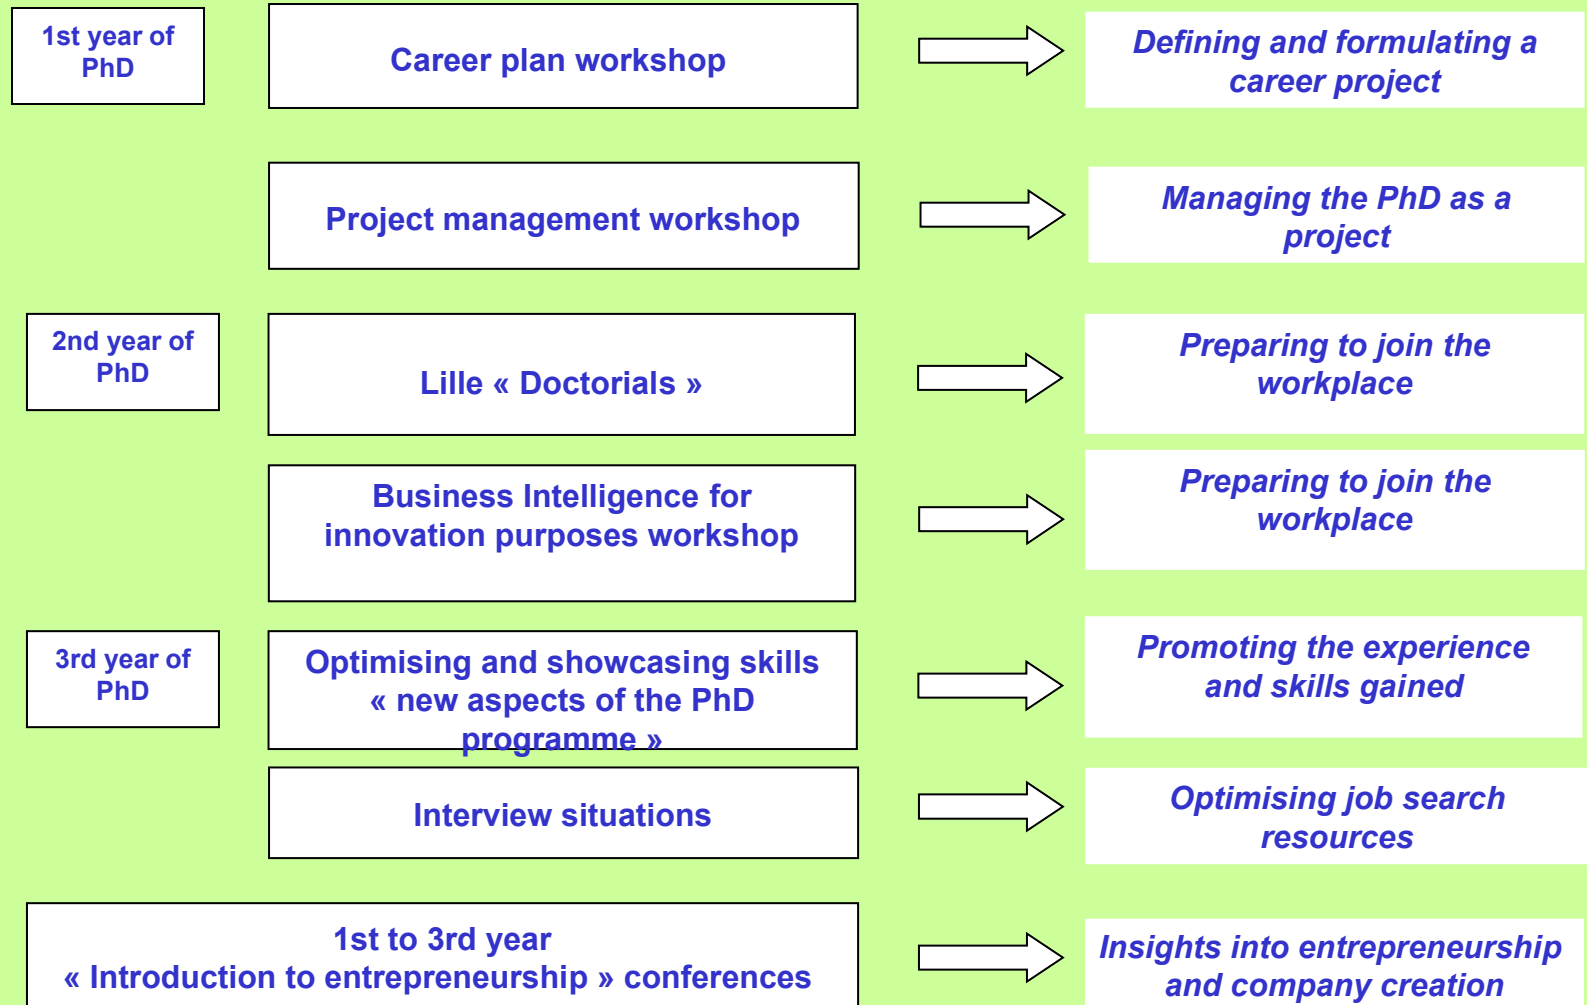 1st year of
PhD
Career plan workshop
Defining and formulating a
career project
Project management workshop
Managing the PhD as a
project
2nd year of
PhD
Lille « Doctorials »
Preparing to join the
workplace
Business Intelligence for
innovation purposes workshop
Preparing to join the
workplace
3rd year of
PhD
Optimising and showcasing skills
« new aspects of the PhD
programme »
Promoting the experience
and skills gained
Interview situations
Optimising job search
resources
1st to 3rd year
« Introduction to entrepreneurship » conferences
Insights into entrepreneurship
and company creation